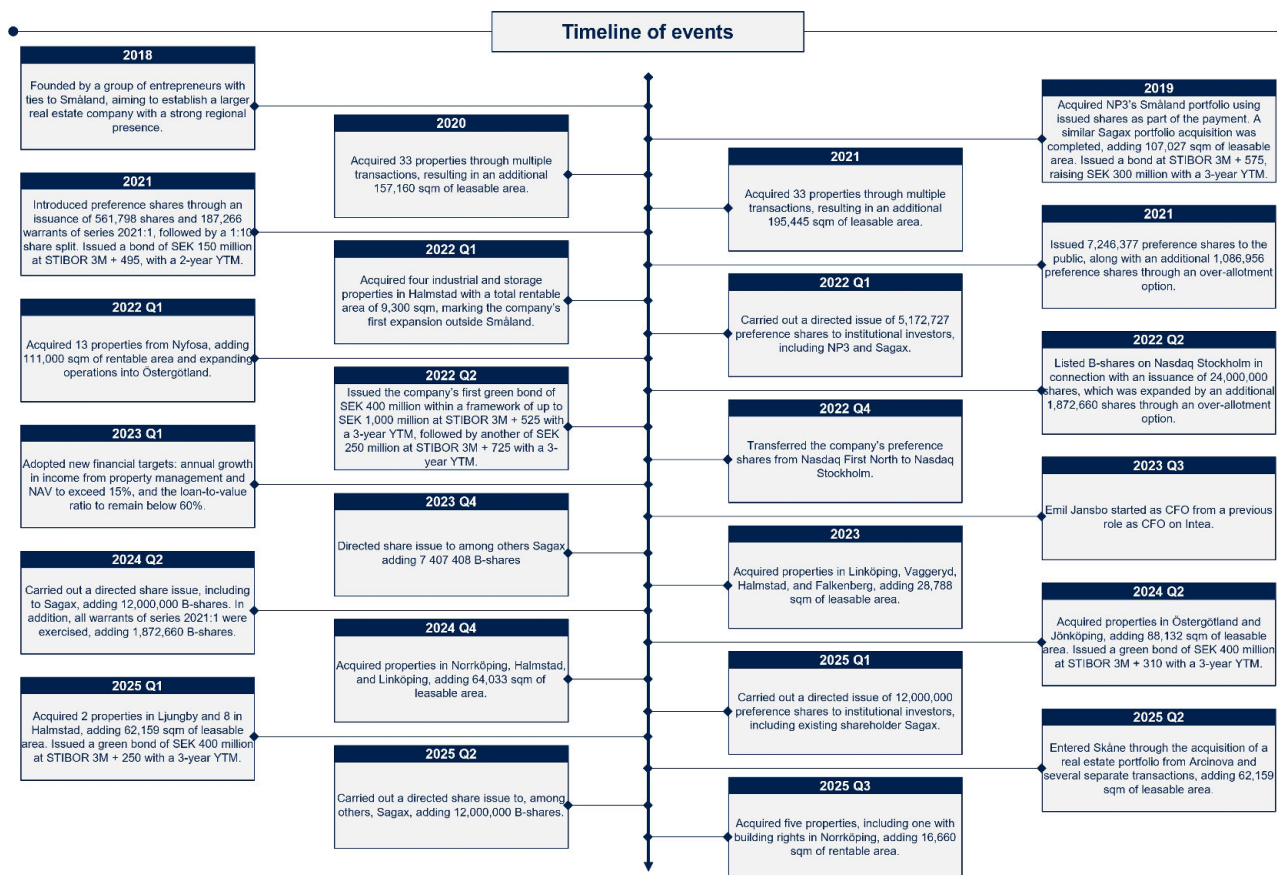 Timeline of events
2018
Founded by a group of entrepreneurs with
ties to Småland, aiming to establish a larger
real estate company with a strong regional
presence.
2019
Acquired NP3's Småland portfolio using
issued shares as part of the payment. A
similar Sagax portfolio acquisition was
completed, adding 107,027 sqm of leasable
area. Issued a bond at STIBOR 3M + 575,
raising SEK 300 million with a 3-year YTM.
2020
Acquired 33 properties through multiple
transactions, resulting in an additional
157,160 sqm of leasable area.
2021
Acquired 33 properties through multiple
transactions, resulting in an additional
195,445 sqm of leasable area.
2021
Introduced preference shares through an
issuance of 561,798 shares and 187,266
warrants of series 2021:1, followed by a 1:10
share split. Issued a bond of SEK 150 million
at STIBOR 3M + 495, with a 2-year YTM.
2021
Issued 7,246,377 preference shares to the
public, along with an additional 1,086,956
preference shares through an over-allotment
option.
2022 Q1
Acquired four industrial and storage
properties in Halmstad with a total rentable
area of 9,300 sqm, marking the company's
first expansion outside Småland.
2022 Q1
Carried out a directed issue of 5,172,727
preference shares to institutional investors,
including NP3 and Sagax.
2022 Q1
Acquired 13 properties from Nyfosa, adding
111,000 sqm of rentable area and expanding
operations into Östergötland.
2022 Q2
Listed B-shares on Nasdaq Stockholm in
connection with an issuance of 24,000,000
shares, which was expanded by an additional
1,872,660 shares through an over-allotment
option.
2022 Q2
Issued the company's first green bond of
SEK 400 million within a framework of up to
SEK 1,000 million at STIBOR 3M + 525 with
a 3-year YTM, followed by another of SEK
250 million at STIBOR 3M + 725 with a 3-
year YTM.
2022 Q4
Transferred the company's preference
shares from Nasdaq First North to Nasdaq
Stockholm.
2023 Q1
Adopted new financial targets: annual growth
in income from property management and
NAV to exceed 15%, and the loan-to-value
ratio to remain below 60%.
2023 Q3
Emil Jansbo started as CFO from a previous
role as CFO on Intea.
2023 Q4
Directed share issue to among others Sagax
adding 7 407 408 B-shares
2023
Acquired properties in Linköping, Vaggeryd,
Halmstad, and Falkenberg, adding 28,788
sqm of leasable area.
2024 Q2
Carried out a directed share issue, including
to Sagax, adding 12,000,000 B-shares. In
addition, all warrants of series 2021:1 were
exercised, adding 1,872,660 B-shares.
2024 Q2
Acquired properties in Östergötland and
Jönköping, adding 88,132 sqm of leasable
area. Issued a green bond of SEK 400 million
at STIBOR 3M + 310 with a 3-year YTM.
2024 Q4
Acquired properties in Norrköping, Halmstad,
and Linköping, adding 64,033 sqm of
leasable area.
2025 Q1
Carried out a directed issue of 12,000,000
preference shares to institutional investors,
including existing shareholder Sagax.
2025 Q1
Acquired 2 properties in Ljungby and 8 in
Halmstad, adding 62,159 sqm of leasable
area. Issued a green bond of SEK 400 million
at STIBOR 3M + 250 with a 3-year YTM.
2025 Q2
Entered Skåne through the acquisition of a
real estate portfolio from Arcinova and
several separate transactions, adding 62,159
sqm of leasable area.
2025 Q2
Carried out a directed share issue to, among
others, Sagax, adding 12,000,000 B-shares.
2025 Q3
Acquired five properties, including one with
building rights in Norrköping, adding 16,660
sqm of rentable area.